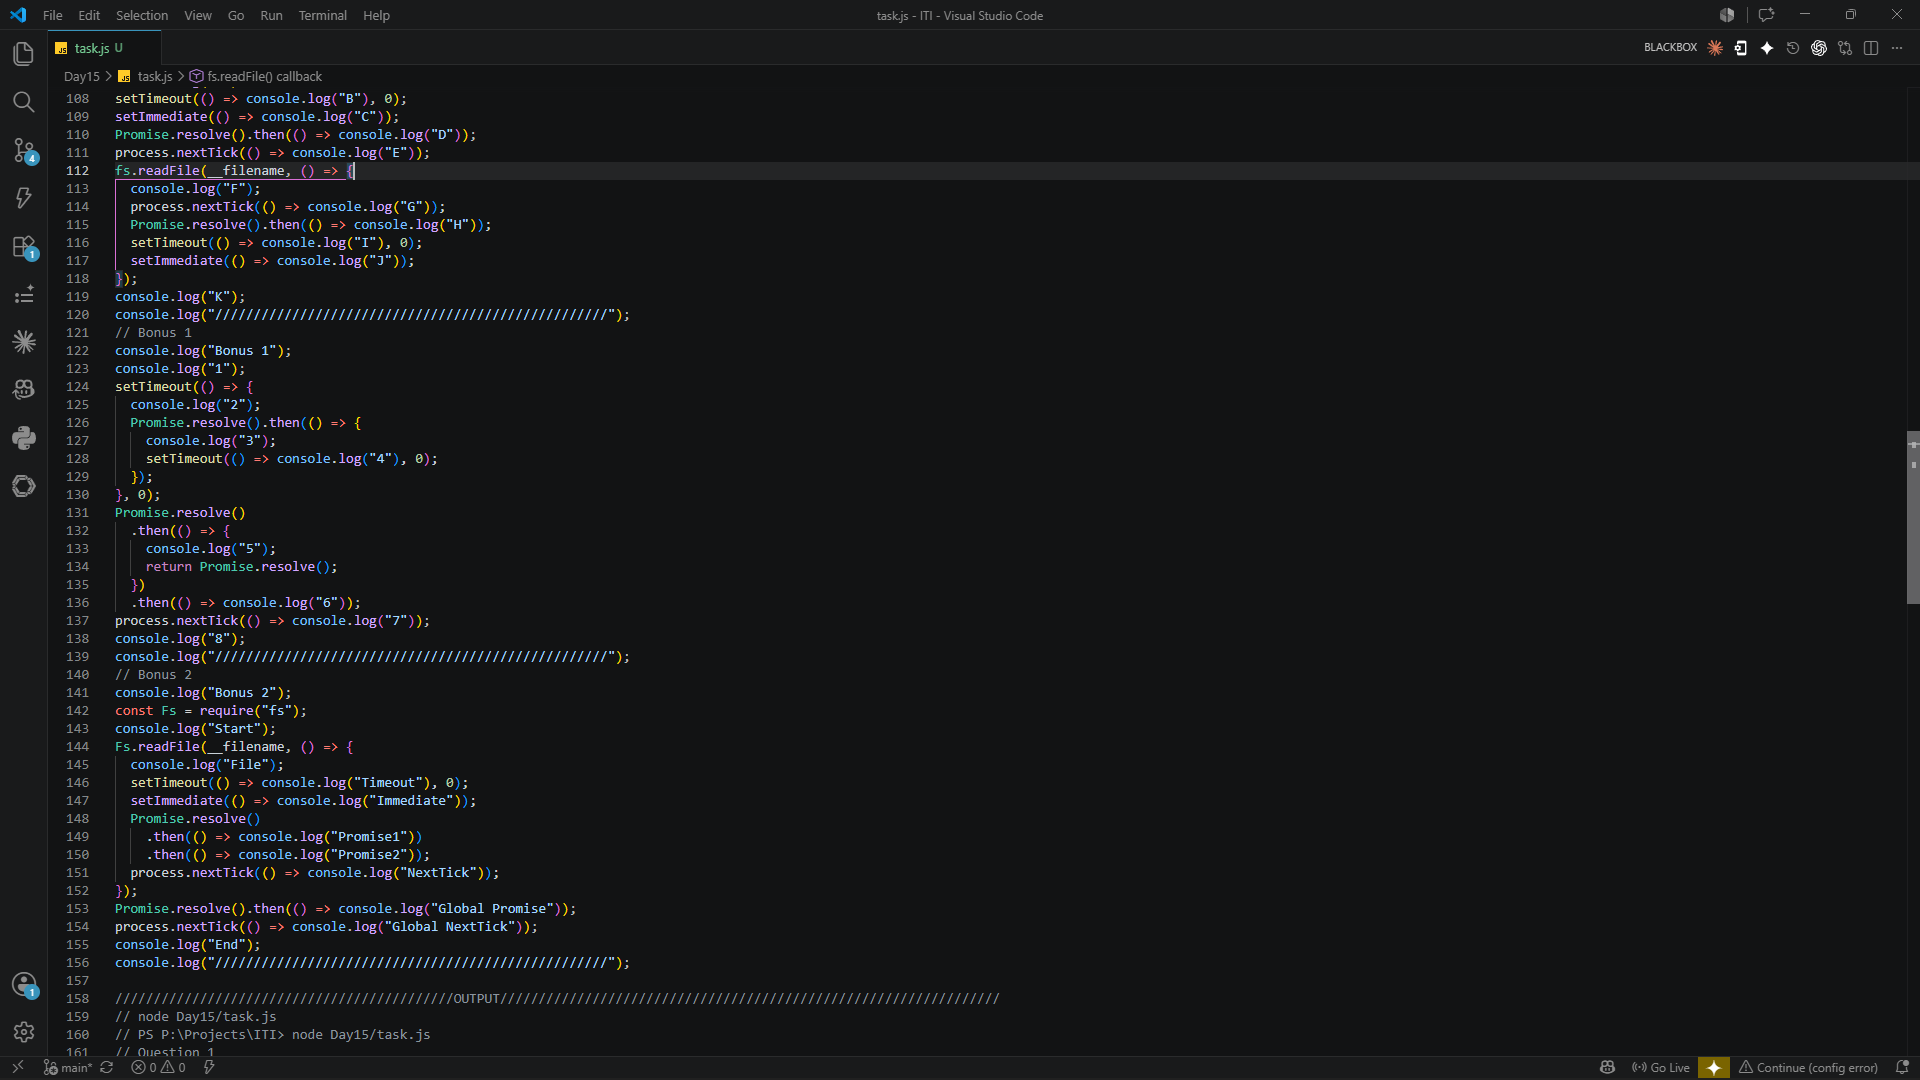 File Edit Selection View Go Run Terminal Help
task.js - ITI - Visual Studio Code
task.js U
BLACKBOX
Day15 > task.js > fs.readFile() callback
108 setTimeout(() => console.log("B"), 0);
109 setImmediate(() => console.log("C"));
110 Promise.resolve().then(() => console.log("D"));
111 process.nextTick(() => console.log("E"));
112 fs.readFile(__filename, () => {
113 console.log("F");
114 process.nextTick(() => console.log("G"));
115 Promise.resolve().then(() => console.log("H"));
116 setTimeout(() => console.log("I"), 0);
117 setImmediate(() => console.log("J"));
118 });
119 console.log("K");
120 console.log("///////////////////////////////////////////////////");
121 // Bonus 1
122 console.log("Bonus 1");
123 console.log("1");
124 setTimeout(() => {
125 console.log("2");
126 Promise.resolve().then(() => {
127 console.log("3");
128 setTimeout(() => console.log("4"), 0);
129 });
130 }, 0);
131 Promise.resolve()
132 .then(() => {
133 console.log("5");
134 return Promise.resolve();
135 })
136 .then(() => console.log("6"));
137 process.nextTick(() => console.log("7"));
138 console.log("8");
139 console.log("///////////////////////////////////////////////////");
140 // Bonus 2
141 console.log("Bonus 2");
142 const Fs = require("fs");
143 console.log("Start");
144 Fs.readFile(__filename, () => {
145 console.log("File");
146 setTimeout(() => console.log("Timeout"), 0);
147 setImmediate(() => console.log("Immediate"));
148 Promise.resolve()
149 .then(() => console.log("Promise1"))
150 .then(() => console.log("Promise2"));
151 process.nextTick(() => console.log("NextTick"));
152 });
153 Promise.resolve().then(() => console.log("Global Promise"));
154 process.nextTick(() => console.log("Global NextTick"));
155 console.log("End");
156 console.log("///////////////////////////////////////////////////");
157
158 ////////////////////////////////////////////OUTPUT/////////////////////////////////////////////////////////////////
159 // node Day15/task.js
160 // PS P:\Projects\ITI> node Day15/task.js
161 // Question 1
4
1
1
main* 0 0
Go Live
Continue (config error)